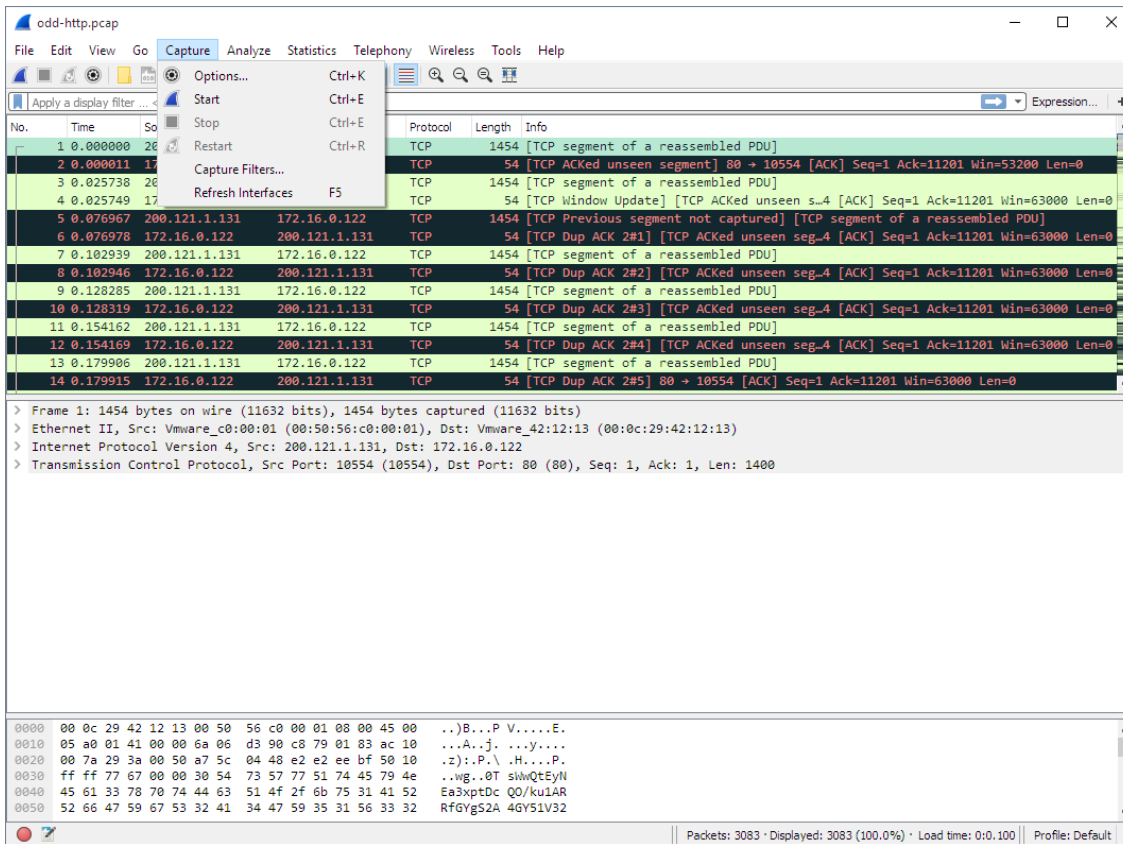 odd-http.pcap
File Edit View Go Capture Analyze Statistics Telephony Wireless Tools Help
Options... Ctrl+K
Start Ctrl+E
Stop Ctrl+E
Restart Ctrl+R
Capture Filters...
Refresh Interfaces F5
Apply a display filter ... < Expression... +
No. Time So Protocol Length Info
1 0.000000 20 TCP 1454 [TCP segment of a reassembled PDU]
2 0.000011 17 TCP 54 [TCP ACKed unseen segment] 80 → 10554 [ACK] Seq=1 Ack=11201 Win=53200 Len=0
3 0.025738 20 TCP 1454 [TCP segment of a reassembled PDU]
4 0.025749 17 TCP 54 [TCP Window Update] [TCP ACKed unseen s…4 [ACK] Seq=1 Ack=11201 Win=63000 Len=0
5 0.076967 200.121.1.131 172.16.0.122 TCP 1454 [TCP Previous segment not captured] [TCP segment of a reassembled PDU]
6 0.076978 172.16.0.122 200.121.1.131 TCP 54 [TCP Dup ACK 2#1] [TCP ACKed unseen seg…4 [ACK] Seq=1 Ack=11201 Win=63000 Len=0
7 0.102939 200.121.1.131 172.16.0.122 TCP 1454 [TCP segment of a reassembled PDU]
8 0.102946 172.16.0.122 200.121.1.131 TCP 54 [TCP Dup ACK 2#2] [TCP ACKed unseen seg…4 [ACK] Seq=1 Ack=11201 Win=63000 Len=0
9 0.128285 200.121.1.131 172.16.0.122 TCP 1454 [TCP segment of a reassembled PDU]
10 0.128319 172.16.0.122 200.121.1.131 TCP 54 [TCP Dup ACK 2#3] [TCP ACKed unseen seg…4 [ACK] Seq=1 Ack=11201 Win=63000 Len=0
11 0.154162 200.121.1.131 172.16.0.122 TCP 1454 [TCP segment of a reassembled PDU]
12 0.154169 172.16.0.122 200.121.1.131 TCP 54 [TCP Dup ACK 2#4] [TCP ACKed unseen seg…4 [ACK] Seq=1 Ack=11201 Win=63000 Len=0
13 0.179906 200.121.1.131 172.16.0.122 TCP 1454 [TCP segment of a reassembled PDU]
14 0.179915 172.16.0.122 200.121.1.131 TCP 54 [TCP Dup ACK 2#5] 80 → 10554 [ACK] Seq=1 Ack=11201 Win=63000 Len=0
> Frame 1: 1454 bytes on wire (11632 bits), 1454 bytes captured (11632 bits)
> Ethernet II, Src: Vmware_c0:00:01 (00:50:56:c0:00:01), Dst: Vmware_42:12:13 (00:0c:29:42:12:13)
> Internet Protocol Version 4, Src: 200.121.1.131, Dst: 172.16.0.122
> Transmission Control Protocol, Src Port: 10554 (10554), Dst Port: 80 (80), Seq: 1, Ack: 1, Len: 1400
0000 00 0c 29 42 12 13 00 50 56 c0 00 01 08 00 45 00 ..)B...P V.....E.
0010 05 a0 01 41 00 00 6a 06 d3 90 c8 79 01 83 ac 10 ...A..j. ...y....
0020 00 7a 29 3a 00 50 a7 5c 04 48 e2 e2 ee bf 50 10 .z):.P.\ .H....P.
0030 ff ff 77 67 00 00 30 54 73 57 77 51 74 45 79 4e ..wg..0T sWwQtEyN
0040 45 61 33 78 70 74 44 63 51 4f 2f 6b 75 31 41 52 Ea3xptDc QO/ku1AR
0050 52 66 47 59 67 53 32 41 34 47 59 35 31 56 33 32 RfGYgS2A 4GY51V32
Packets: 3083 · Displayed: 3083 (100.0%) · Load time: 0:0.100 Profile: Default